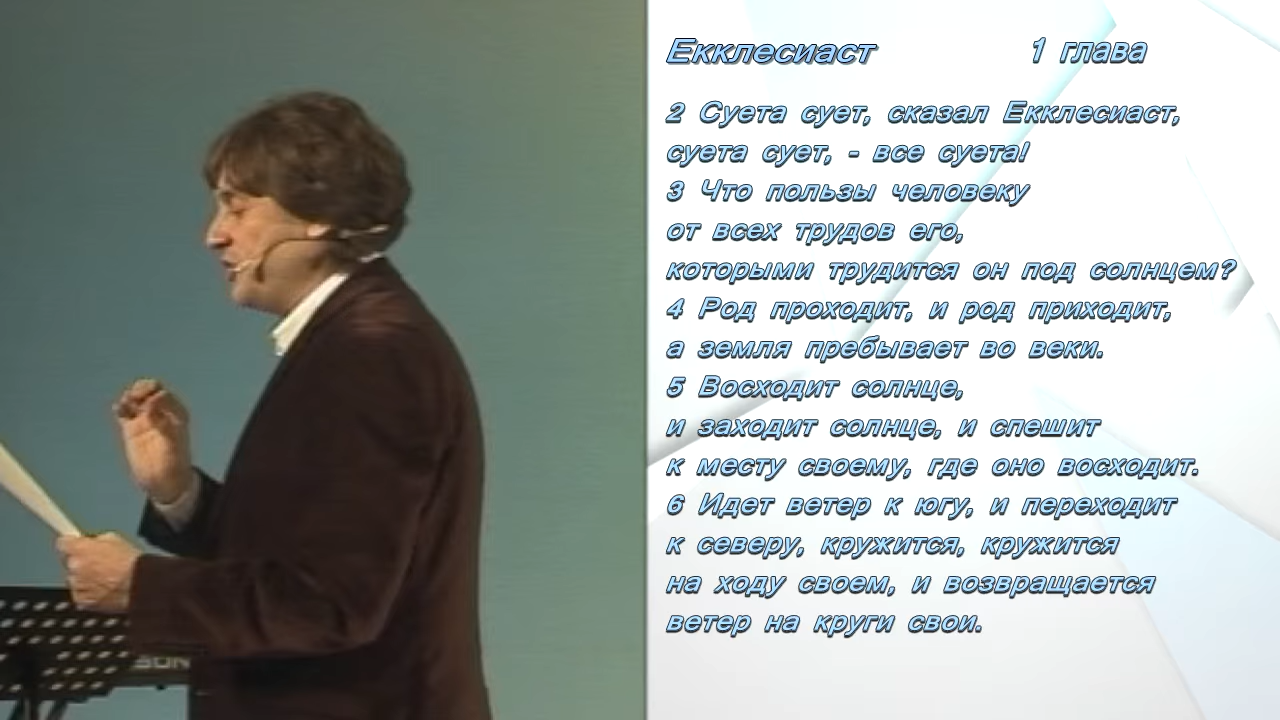 Екклесиаст 1 глава
2 Суета сует, сказал Екклесиаст,
суета сует, - все суета!
3 Что пользы человеку
от всех трудов его,
которыми трудится он под солнцем?
4 Род проходит, и род приходит,
а земля пребывает во веки.
5 Восходит солнце,
и заходит солнце, и спешит
к месту своему, где оно восходит.
6 Идет ветер к югу, и переходит
к северу, кружится, кружится
на ходу своем, и возвращается
ветер на круги свои.